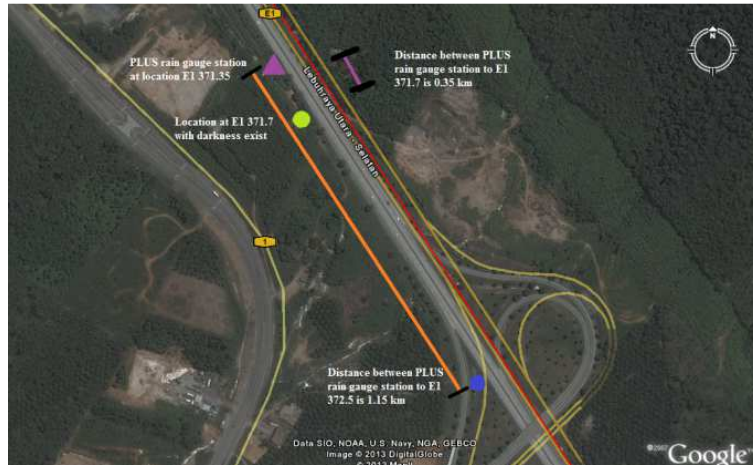 E1
PLUS rain gauge station
at location E1 371.35
Distance between PLUS
rain gauge station to E1
371.7 is 0.35 km
N
Location at E1 371.7
with darkness exist
Lebuhraya Utara - Selatan
1
Distance between PLUS
rain gauge station to E1
372.5 is 1.15 km
Data SIO, NOAA, U.S. Navy, NGA, GEBCO
Image © 2013 DigitalGlobe
Google